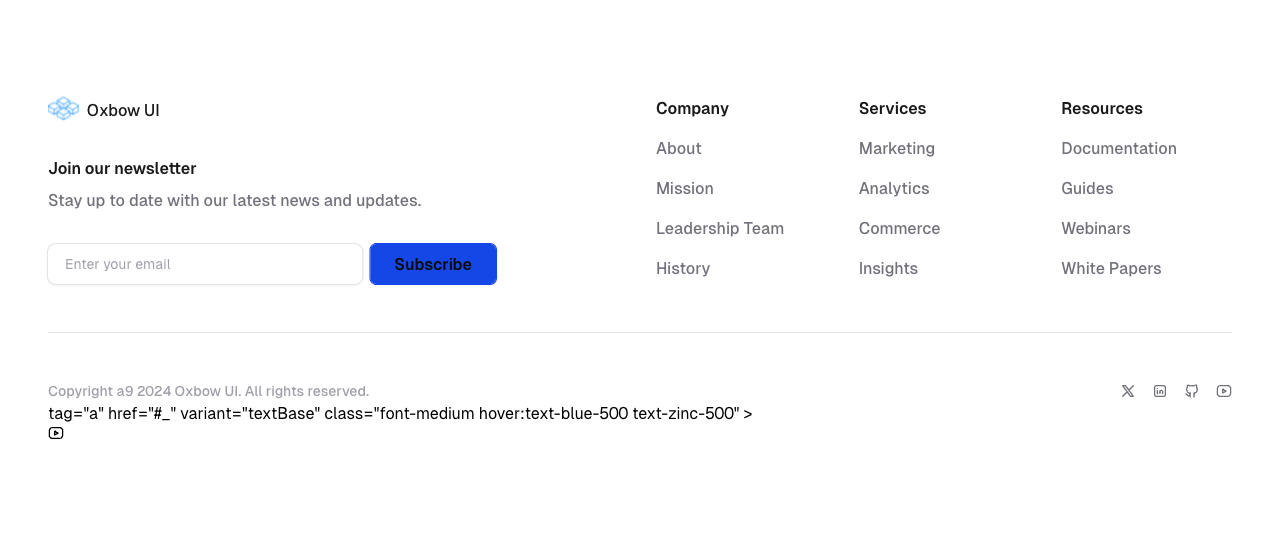 Oxbow UI
Join our newsletter
Stay up to date with our latest news and updates.
Enter your email
Subscribe
Company
About
Mission
Leadership Team
History
Services
Marketing
Analytics
Commerce
Insights
Resources
Documentation
Guides
Webinars
White Papers
Copyright a9 2024 Oxbow UI. All rights reserved.
tag="a" href="#_" variant="textBase" class="font-medium hover:text-blue-500 text-zinc-500" >